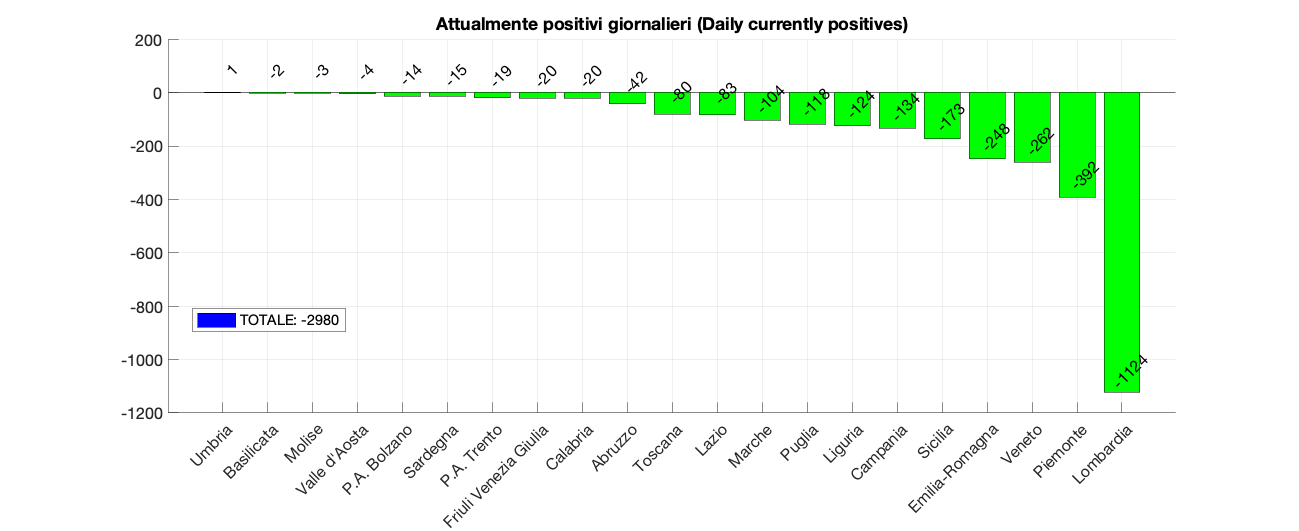 Attualmente positivi giornalieri (Daily currently positives)
200
0
-200
-400
-600
-800
-1000
-1200
1
-2
-3
-4
-14
-15
-19
-20
-20
-42
-80
-83
-104
-118
-124
-134
-173
-248
-262
-392
-1124
TOTALE: -2980
Umbria
Basilicata
Molise
Valle d'Aosta
P.A. Bolzano
Sardegna
P.A. Trento
Friuli Venezia Giulia
Calabria
Abruzzo
Toscana
Lazio
Marche
Puglia
Liguria
Campania
Sicilia
Emilia-Romagna
Veneto
Piemonte
Lombardia